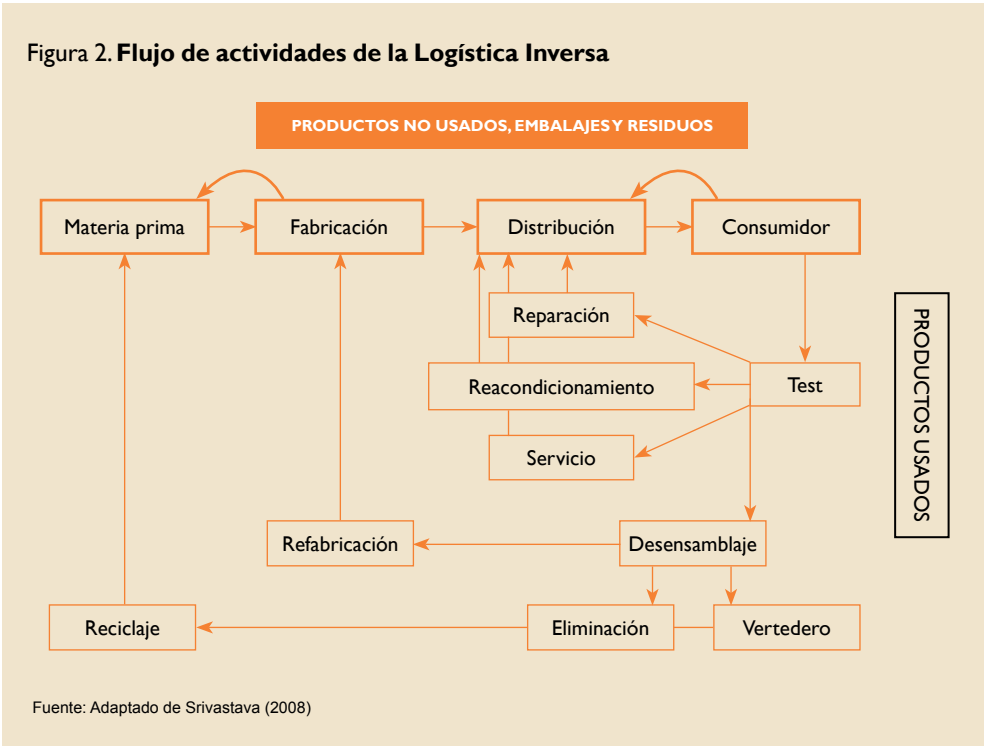 Figura 2. Flujo de actividades de la Logística Inversa
PRODUCTOS NO USADOS, EMBALAJES Y RESIDUOS
Materia prima
Fabricación
Distribución
Consumidor
Reparación
Reacondicionamiento
Test
Servicio
PRODUCTOS USADOS
Refabricación
Desensamblaje
Reciclaje
Eliminación
Vertedero
Fuente: Adaptado de Srivastava (2008)